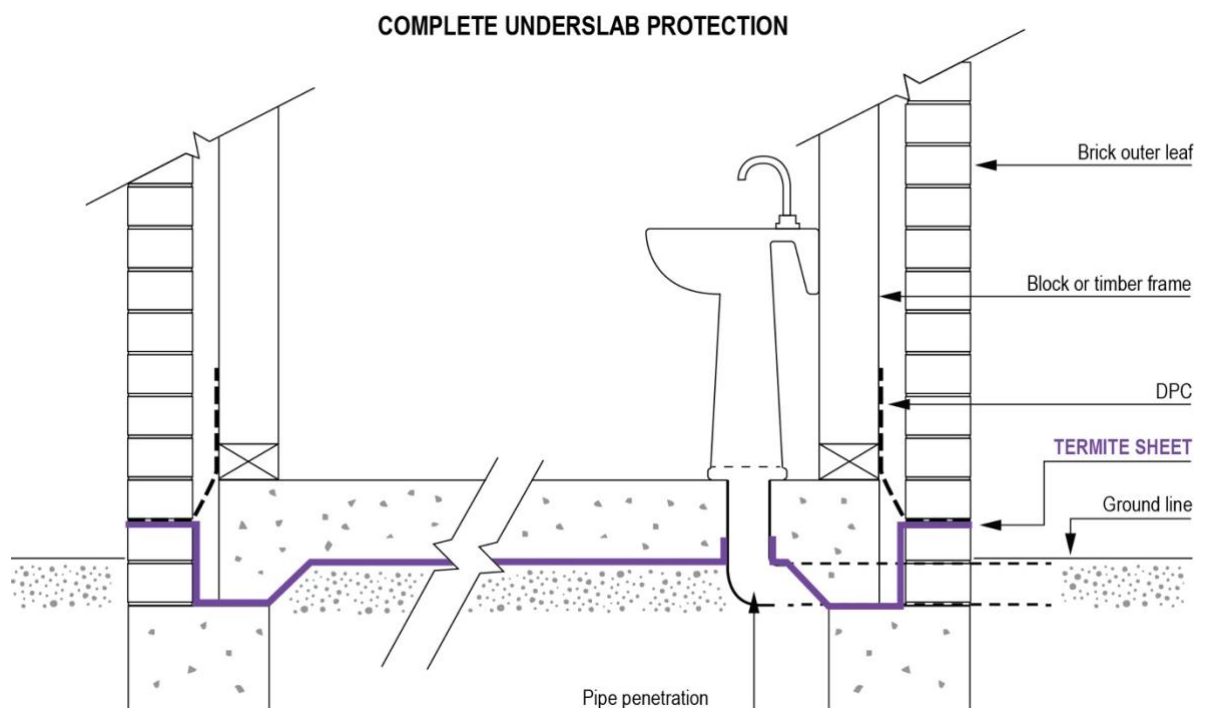 COMPLETE UNDERSLAB PROTECTION
Brick outer leaf
Block or timber frame
DPC
TERMITE SHEET
Ground line
Pipe penetration